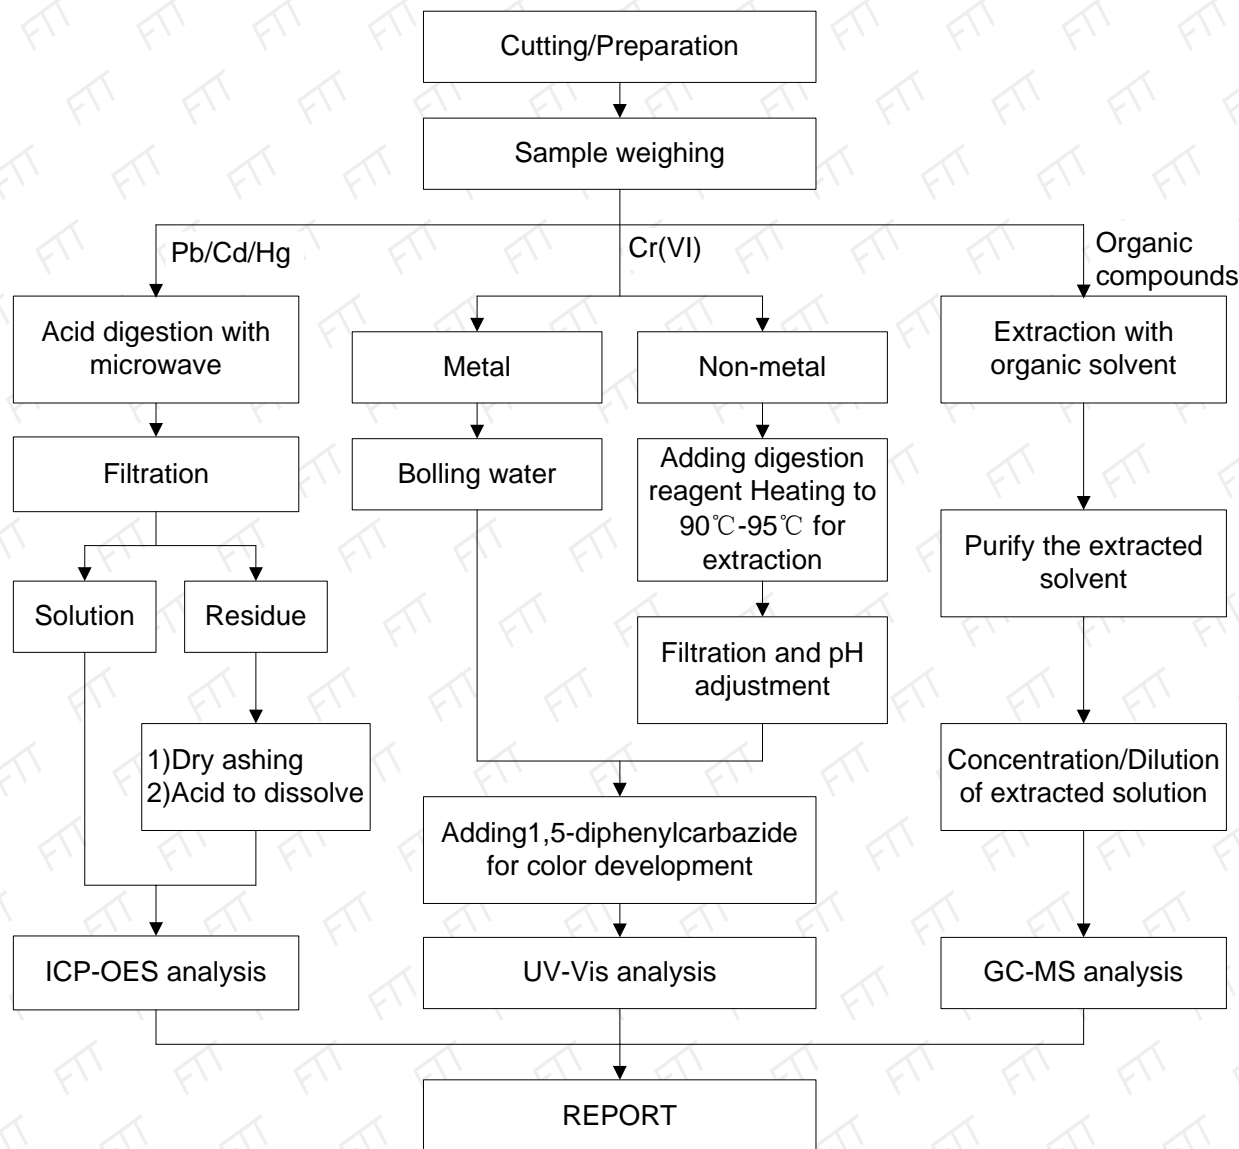 Cutting/Preparation
Sample weighing
Pb/Cd/Hg
Cr(VI)
Organic
compounds
Acid digestion with
microwave
Metal
Non-metal
Extraction with
organic solvent
Filtration
Bolling water
Adding digestion
reagent Heating to
90℃-95℃ for
extraction
Purify the extracted
solvent
Solution
Residue
Filtration and pH
adjustment
1)Dry ashing
2)Acid to dissolve
Concentration/Dilution
of extracted solution
Adding1,5-diphenylcarbazide
for color development
ICP-OES analysis
UV-Vis analysis
GC-MS analysis
REPORT